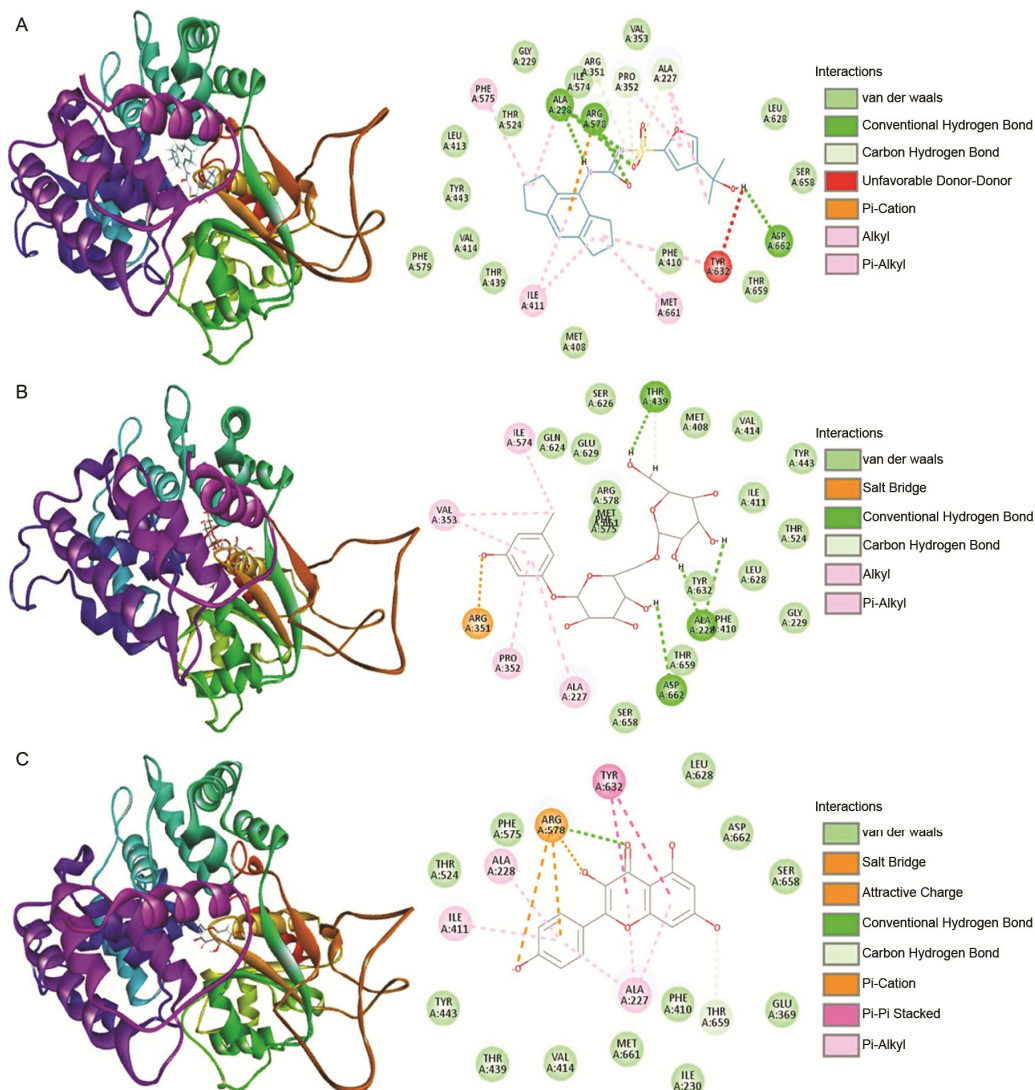 A
VAL
A:353
GLY
A:229
ARG
A:351
ILE
A:574
PRO
A:352
ALA
A:227
PHE
A:575
ALA
A:228
ARG
A:578
THR
A:524
LEU
A:628
LEU
A:413
SER
A:658
TYR
A:443
VAL
A:414
PHE
A:579
THR
A:439
PHE
A:410
TYR
A:632
ASP
A:662
THR
A:659
ILE
A:411
MET
A:661
MET
A:408
H
N
N
S
O
O
O
O
O
H
Interactions
van der waals
Conventional Hydrogen Bond
Carbon Hydrogen Bond
Unfavorable Donor-Donor
Pi-Cation
Alkyl
Pi-Alkyl
B
SER
A:626
THR
A:439
MET
A:408
VAL
A:414
ILE
A:574
GLN
A:624
GLU
A:629
TYR
A:443
VAL
A:353
ARG
A:578
MET
A:575
ILE
A:411
THR
A:524
LEU
A:628
TYR
A:632
GLY
A:229
ALA
A:228
PHE
A:410
ARG
A:351
PRO
A:352
THR
A:659
ALA
A:227
ASP
A:662
SER
A:658
H
H
H
H
H
Interactions
van der waals
Salt Bridge
Conventional Hydrogen Bond
Carbon Hydrogen Bond
Alkyl
Pi-Alkyl
C
TYR
A:632
LEU
A:628
PHE
A:575
ARG
A:578
ASP
A:662
THR
A:524
ALA
A:228
SER
A:658
ILE
A:411
ALA
A:227
PHE
A:410
THR
A:659
GLU
A:369
TYR
A:443
THR
A:439
VAL
A:414
MET
A:661
ILE
A:230
Interactions
van der waals
Salt Bridge
Attractive Charge
Conventional Hydrogen Bond
Carbon Hydrogen Bond
Pi-Cation
Pi-Pi Stacked
Pi-Alkyl